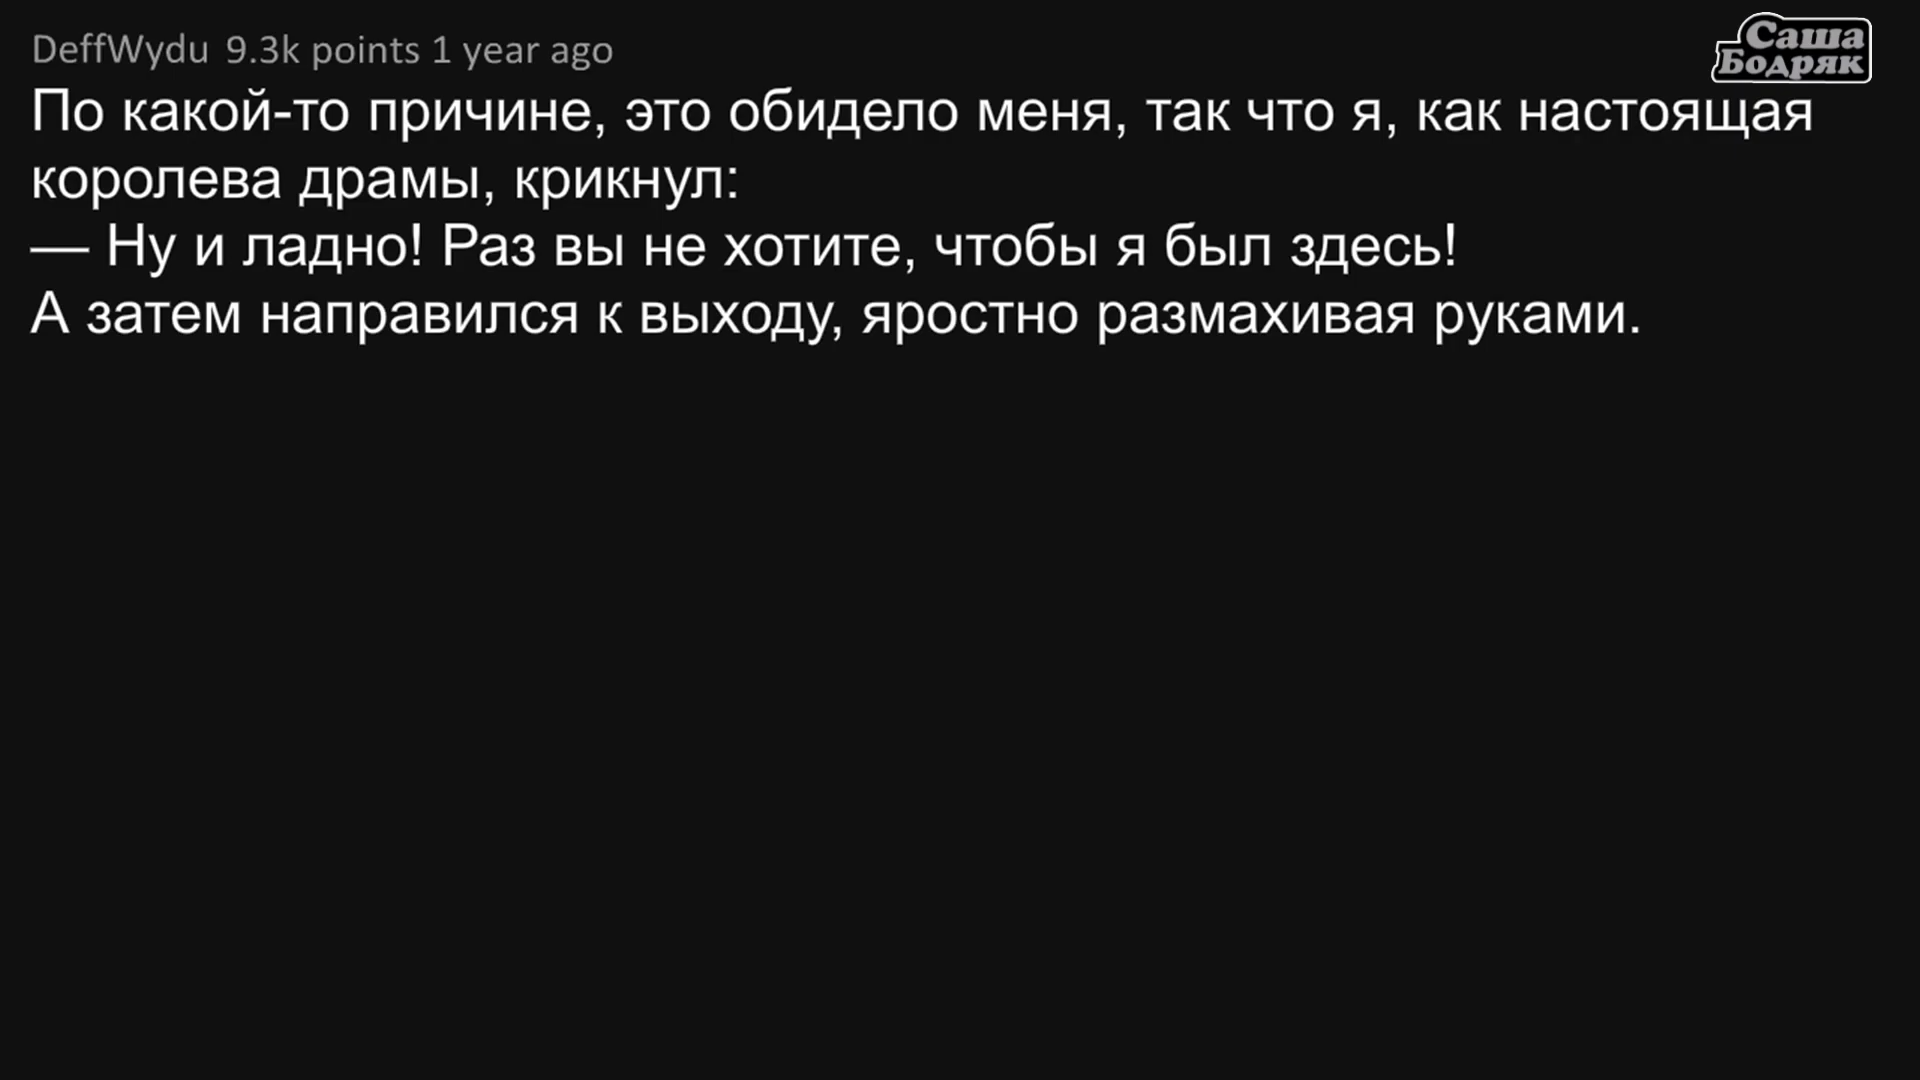 DeffWydu 9.3k points 1 year ago
Саша
Бодряк
По какой-то причине, это обидело меня, так что я, как настоящая
королева драмы, крикнул:
— Ну и ладно! Раз вы не хотите, чтобы я был здесь!
А затем направился к выходу, яростно размахивая руками.